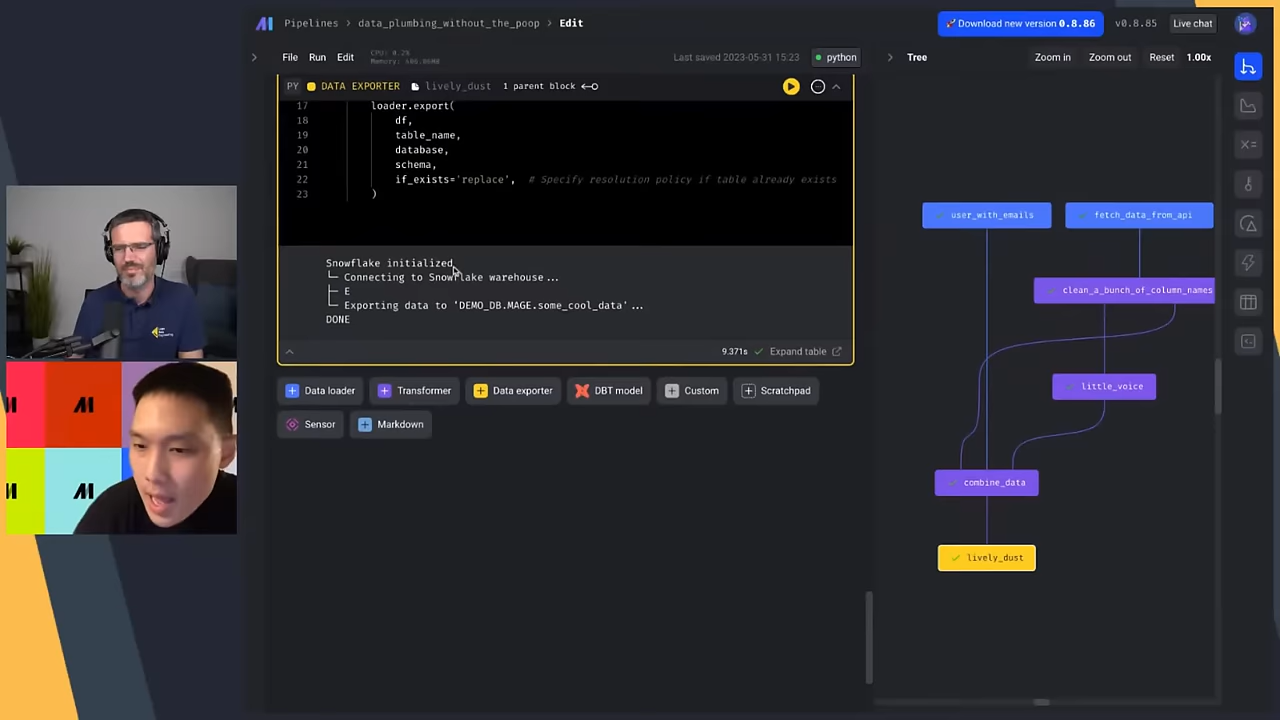 Pipelines > data_plumbing_without_the_poop > Edit
Download new version 0.8.86
v0.8.85
Live chat
File Run Edit
CPU: 0.2%
Last saved 2023-05-31 15:23
python
Tree
Zoom in Zoom out Reset 1.00x
PY DATA EXPORTER lively_dust 1 parent block
17 loader.export(
18 df,
19 table_name,
20 database,
21 schema,
22 if_exists='replace', # Specify resolution policy if table already exists
23 )
Snowflake initialized
└─ Connecting to Snowflake warehouse...
├─ E
└─ Exporting data to 'DEMO_DB.MAGE.some_cool_data'...
DONE
9.371s Expand table
Data loader Transformer Data exporter DBT model Custom Scratchpad
Sensor Markdown
user_with_emails fetch_data_from_api
clean_a_bunch_of_column_names
little_voice
combine_data
lively_dust